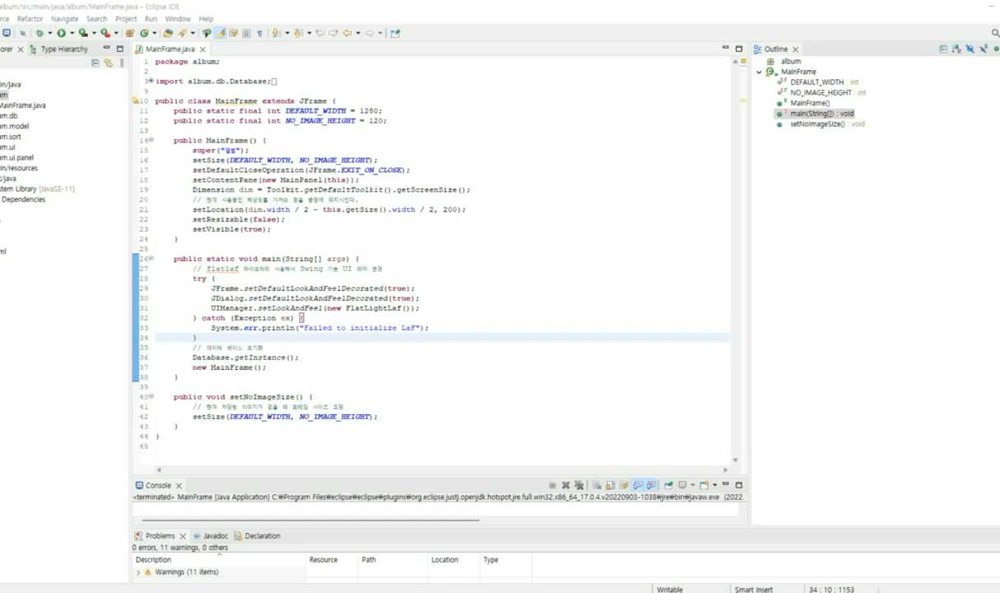 album/src/main/java/album/MainFrame.java - Eclipse IDE
rce Refactor Navigate Search Project Run Window Help
orer Type Hierarchy
in/java
um
MainFrame.java
um.db
um.model
um.sort
um.ui
um.ui.panel
in/resources
t/java
stem Library [JavaSE-11]
Dependencies
ml
MainFrame.java
1 package album;
2
3 import album.db.Database;
9
10 public class MainFrame extends JFrame {
11 public static final int DEFAULT_WIDTH = 1280;
12 public static final int NO_IMAGE_HEIGHT = 120;
13
14 public MainFrame() {
15 super("앨범");
16 setSize(DEFAULT_WIDTH, NO_IMAGE_HEIGHT);
17 setDefaultCloseOperation(JFrame.EXIT_ON_CLOSE);
18 setContentPane(new MainPanel(this));
19 Dimension dim = Toolkit.getDefaultToolkit().getScreenSize();
20 // 현재 사용중인 해상도를 가져와 창을 중앙에 위치시킨다.
21 setLocation(dim.width / 2 - this.getSize().width / 2, 200);
22 setResizable(false);
23 setVisible(true);
24 }
25
26 public static void main(String[] args) {
27 // flatlaf 라이브러리 사용해서 Swing 기본 UI 테마 변경
28 try {
29 JFrame.setDefaultLookAndFeelDecorated(true);
30 JDialog.setDefaultLookAndFeelDecorated(true);
31 UIManager.setLookAndFeel(new FlatLightLaf());
32 } catch (Exception ex) {
33 System.err.println("Failed to initialize LaF");
34 }
35 // 데이터 베이스 초기화
36 Database.getInstance();
37 new MainFrame();
38 }
39
40 public void setNoImageSize() {
41 // 현재 저장된 이미지가 없을 때 프레임 사이즈 조정
42 setSize(DEFAULT_WIDTH, NO_IMAGE_HEIGHT);
43 }
44 }
45
Outline
album
MainFrame
DEFAULT_WIDTH : int
NO_IMAGE_HEIGHT : int
MainFrame()
main(String[]) : void
setNoImageSize() : void
Console
<terminated> MainFrame [Java Application] C:₩Program Files₩eclipse₩plugins₩org.eclipse.justj.openjdk.hotspot.jre.full.win32.x86_64_17.0.4.v20220903-1038₩jre₩bin₩javaw.exe (2022.
Problems Javadoc Declaration
0 errors, 11 warnings, 0 others
Description Resource Path Location Type
Warnings (11 items)
Writable Smart Insert 34 : 10 : 1153